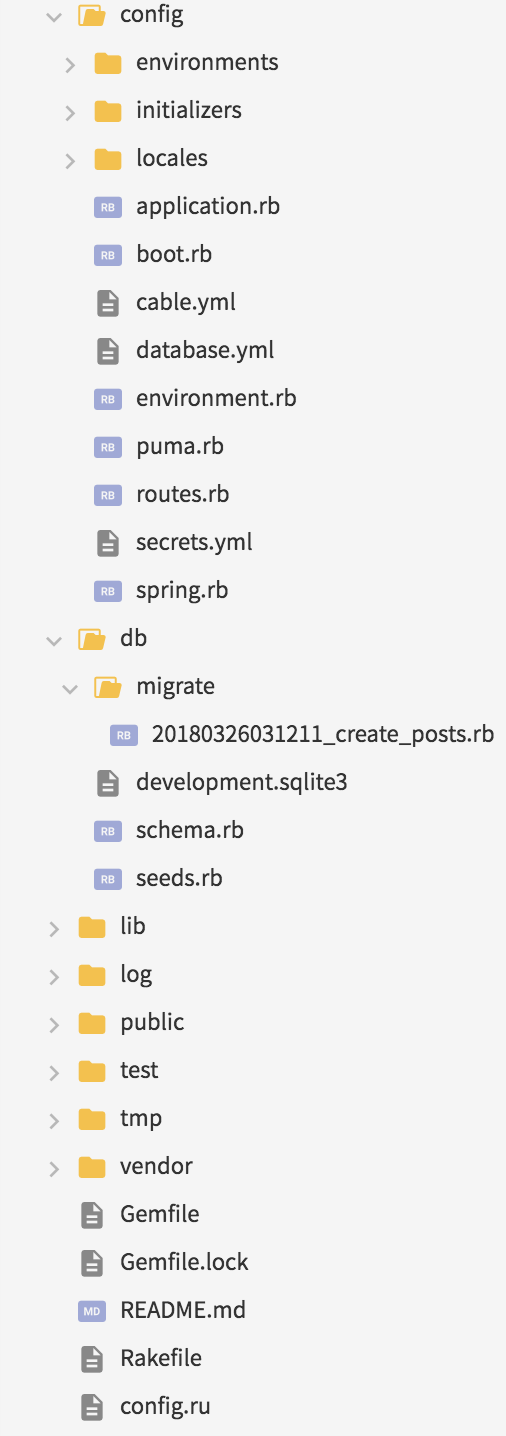 config
environments
initializers
locales
RB application.rb
RB boot.rb
cable.yml
database.yml
RB environment.rb
RB puma.rb
RB routes.rb
secrets.yml
RB spring.rb
db
migrate
RB 20180326031211_create_posts.rb
development.sqlite3
RB schema.rb
RB seeds.rb
lib
log
public
test
tmp
vendor
Gemfile
Gemfile.lock
MD README.md
Rakefile
config.ru